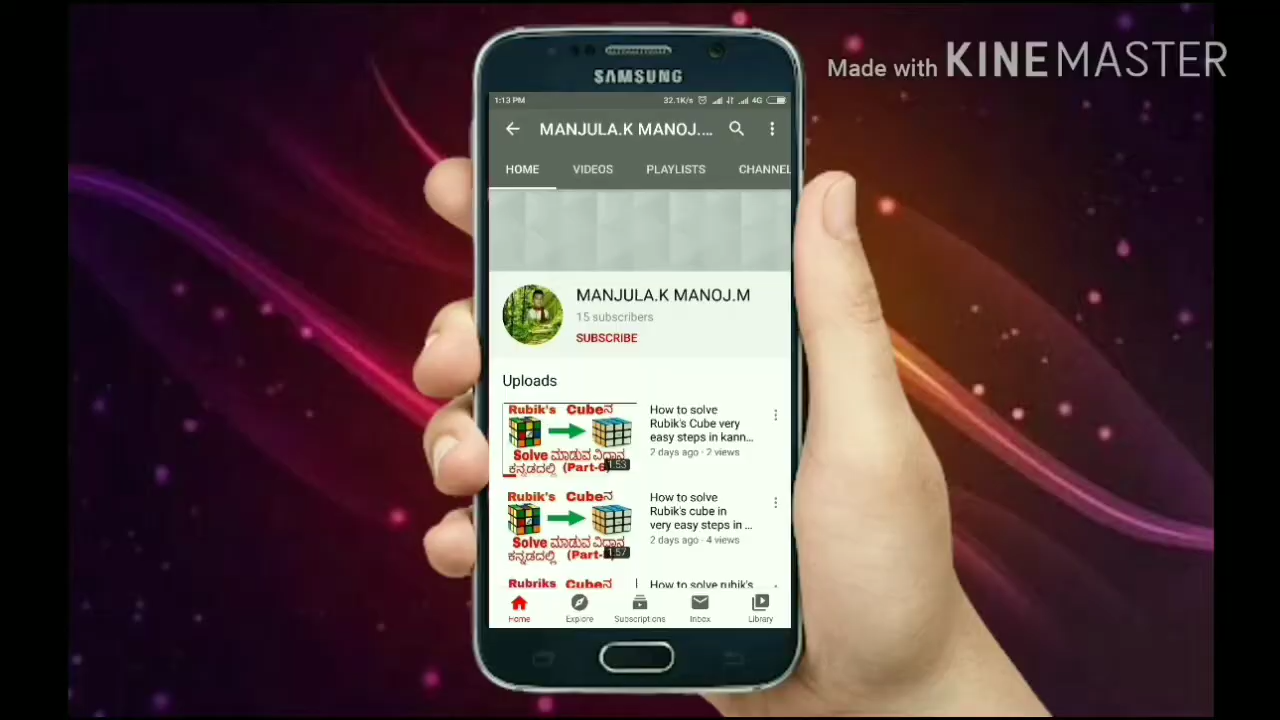 Made with KINEMASTER
SAMSUNG
1:13 PM 32.1K/s 4G
MANJULA.K MANOJ....
HOME VIDEOS PLAYLISTS CHANNEL
MANJULA.K MANOJ.M
15 subscribers
SUBSCRIBE
Uploads
Rubik's Cubeನ
Solve ಮಾಡುವ ವಿಧಾನ
ಕನ್ನಡದಲ್ಲಿ (Part-6
1:53
How to solve
Rubik's Cube very
easy steps in kann...
2 days ago · 2 views
Rubik's Cubeನ
Solve ಮಾಡುವ ವಿಧಾನ
ಕನ್ನಡದಲ್ಲಿ (Part-
1:57
How to solve
Rubik's cube in
very easy steps in ...
2 days ago · 4 views
Rubriks Cubeನ
How to solve rubik's
Home Explore Subscriptions Inbox Library